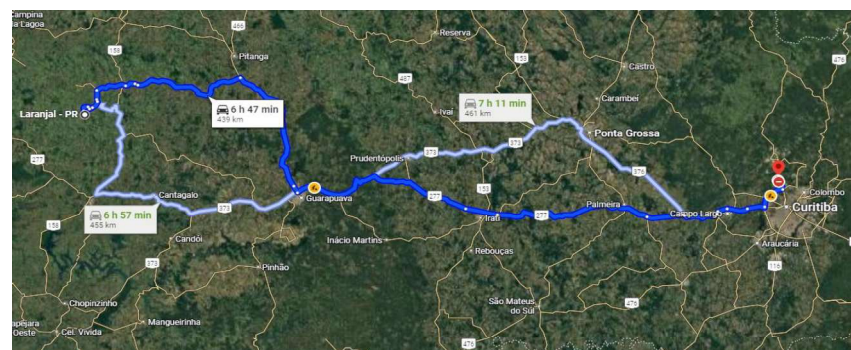 Campina
da Lagoa
466
Reserva
158
Pitanga
153
Castro
476
487
Carambei
Laranjal - PR
6 h 47 min
439 km
Ivaí
7 h 11 min
461 km
373
Ponta Grossa
277
Prudentópolis
373
376
Cantagalo
153
277
Colombo
6 h 57 min
455 km
373
Guarapuava
Irati
277
Palmeira
Campo Largo
Curitiba
158
Candói
Inácio Martins
Rebouças
Araucária
373
Pinhão
116
Chopinzinho
São Mateus
do Sul
476
Mangueirinha
Cel. Vivida
476